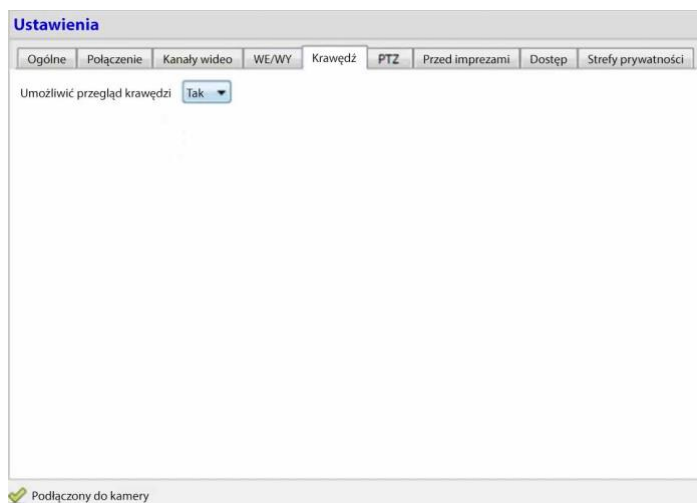 Ustawienia
Ogólne Połączenie Kanały wideo WE/WY Krawędź PTZ Przed imprezami Dostęp Strefy prywatności
Umożliwić przegląd krawędzi Tak
Podłączony do kamery